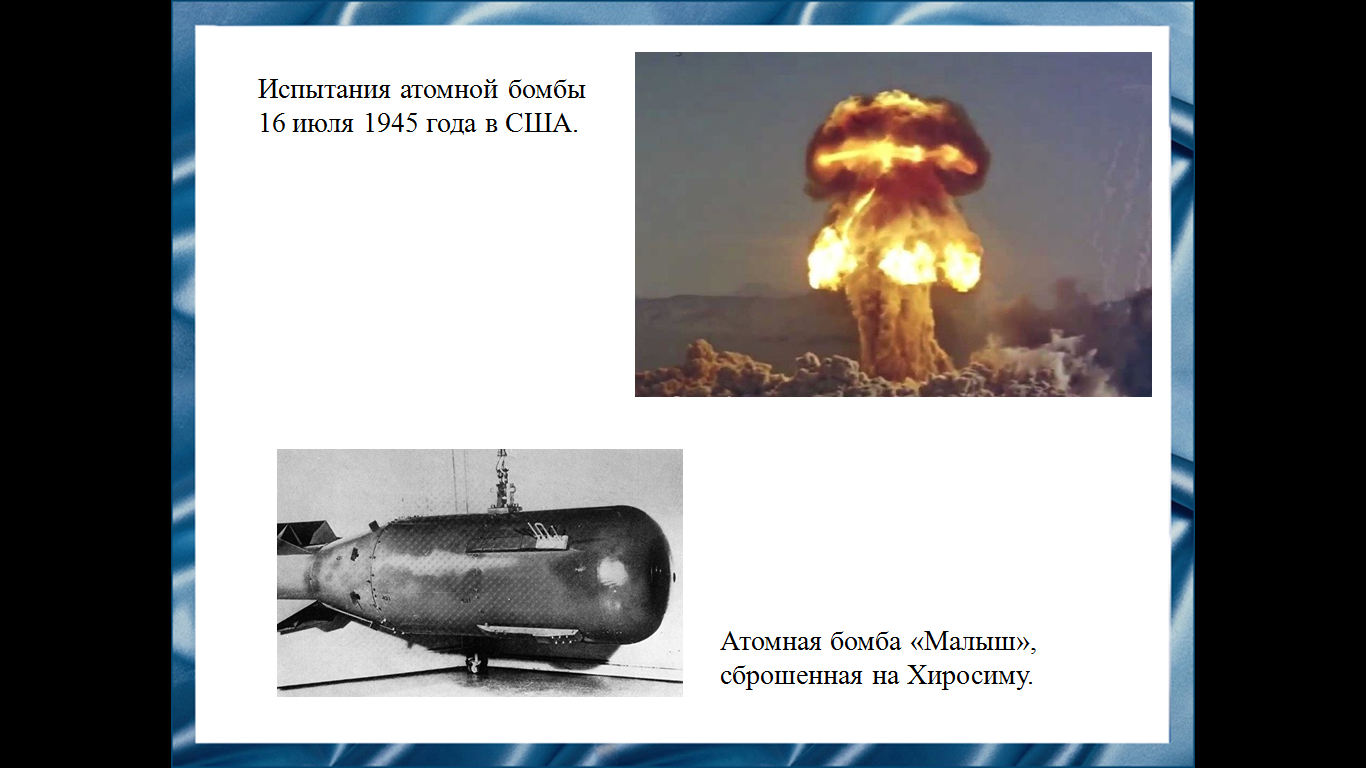 Испытания атомной бомбы
16 июля 1945 года в США.
Атомная бомба «Малыш»,
сброшенная на Хиросиму.